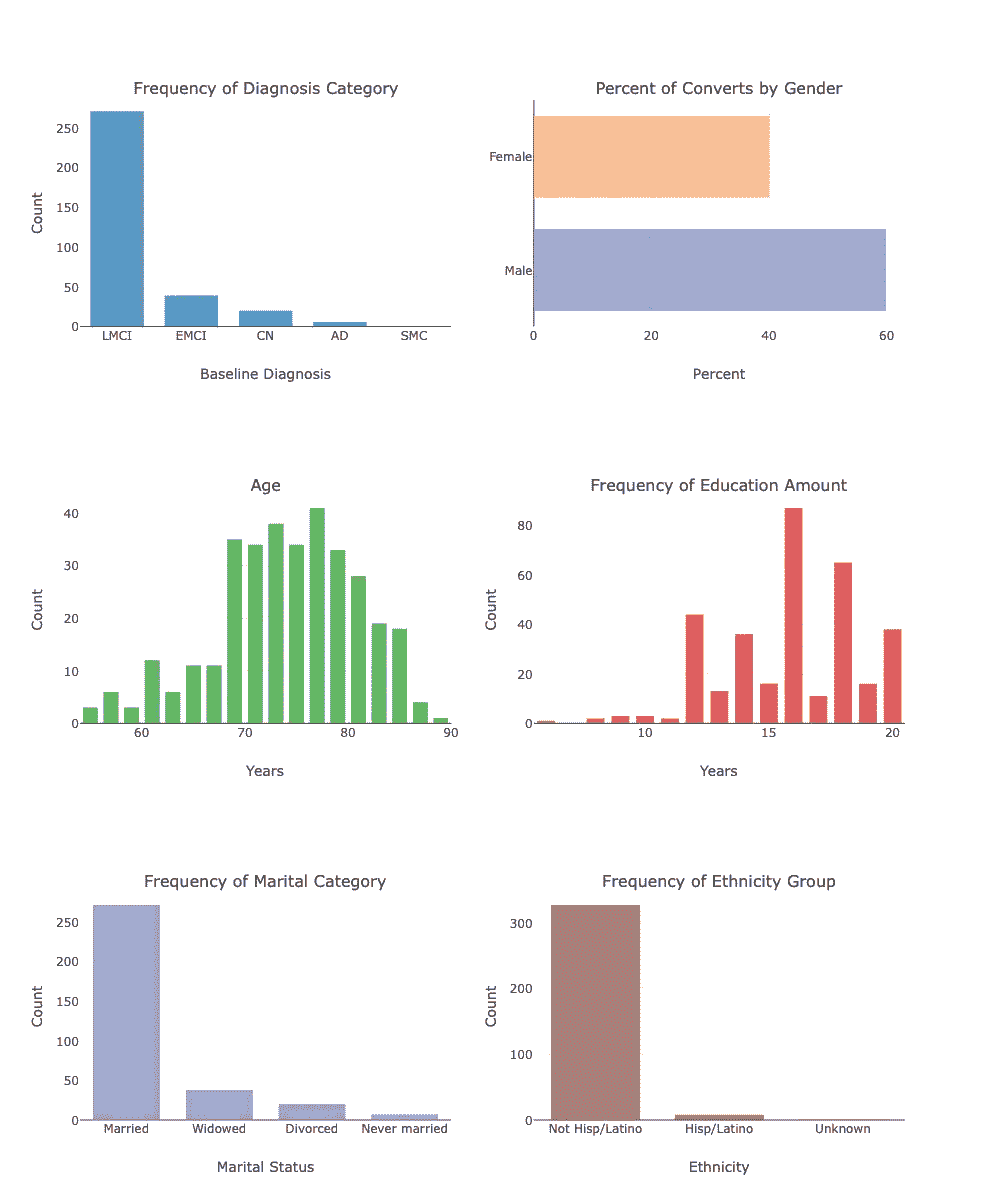 Frequency of Diagnosis Category
Count
250
200
150
100
50
0
LMCI EMCI CN AD SMC
Baseline Diagnosis
Percent of Converts by Gender
Female
Male
0 20 40 60
Percent
Age
Count
40
30
20
10
0
60 70 80 90
Years
Frequency of Education Amount
Count
80
60
40
20
0
10 15 20
Years
Frequency of Marital Category
Count
250
200
150
100
50
0
Married Widowed Divorced Never married
Marital Status
Frequency of Ethnicity Group
Count
300
200
100
0
Not Hisp/Latino Hisp/Latino Unknown
Ethnicity